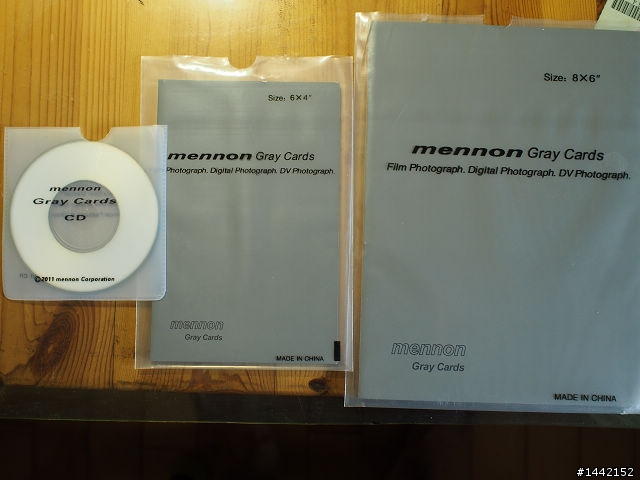 mennon
Gray Cards
CD
©2011 mennon Corporation
Size: 6×4"
mennon Gray Cards
Photograph. Digital Photograph. DV Photograph.
mennon
Gray Cards
MADE IN CHINA
Size: 8×6"
mennon Gray Cards
Film Photograph. Digital Photograph. DV Photograph.
mennon
Gray Cards
MADE IN CHINA
#1442152